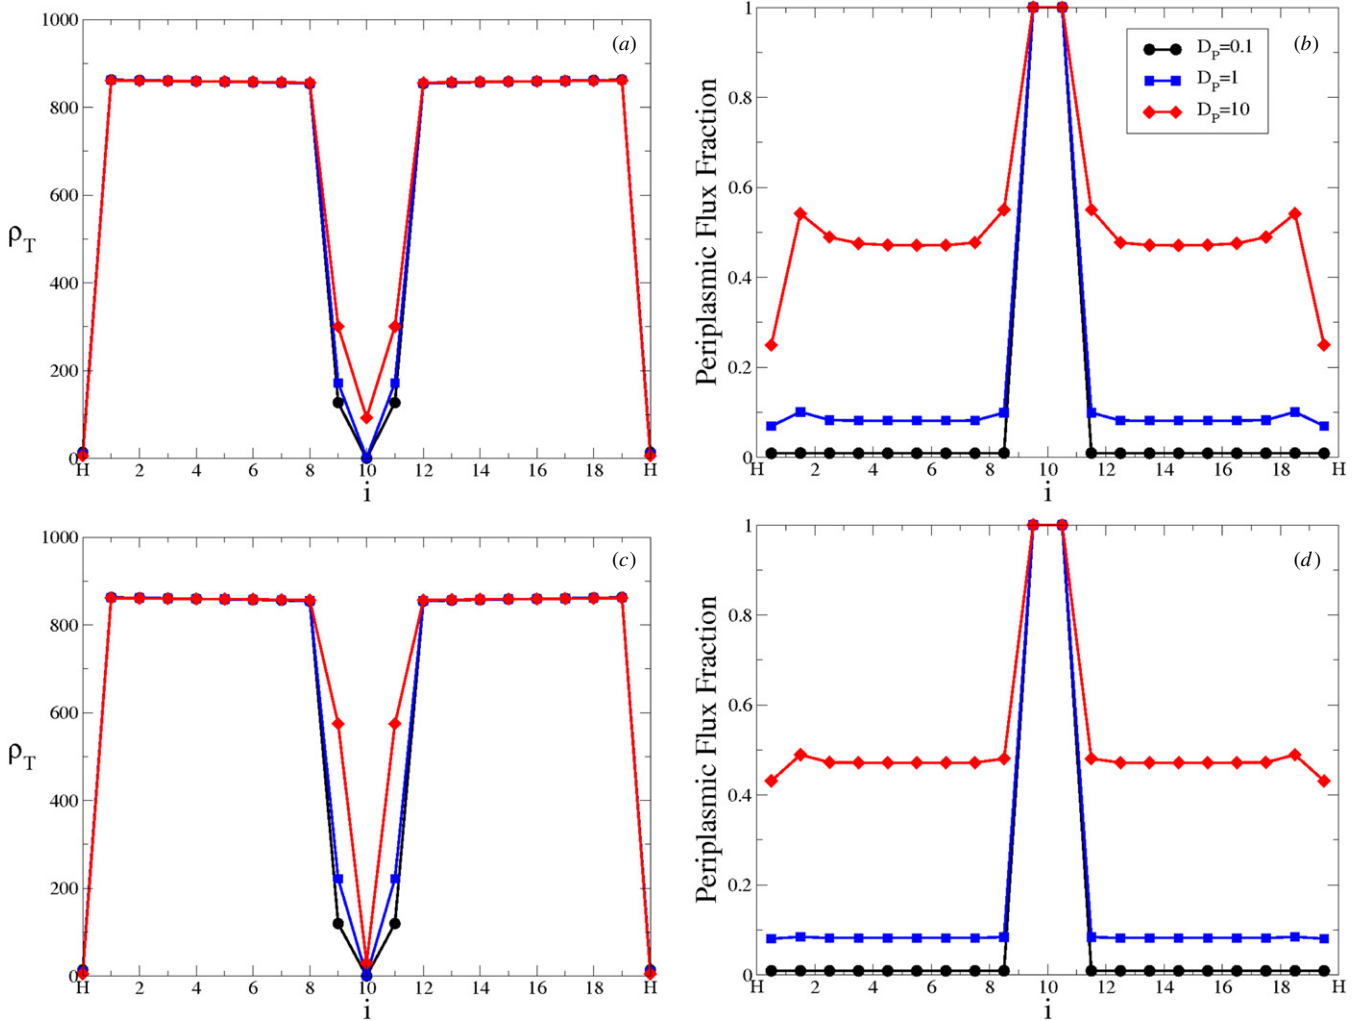 (a)
1000
800
600
400
200
0
ρT
H 2 4 6 8 10 12 14 16 18 H
i
(b)
DP=0.1
DP=1
DP=10
1
0.8
0.6
0.4
0.2
0
Periplasmic Flux Fraction
H 2 4 6 8 10 12 14 16 18 H
i
(c)
1000
800
600
400
200
0
ρT
H 2 4 6 8 10 12 14 16 18 H
i
(d)
1
0.8
0.6
0.4
0.2
0
Periplasmic Flux Fraction
H 2 4 6 8 10 12 14 16 18 H
i